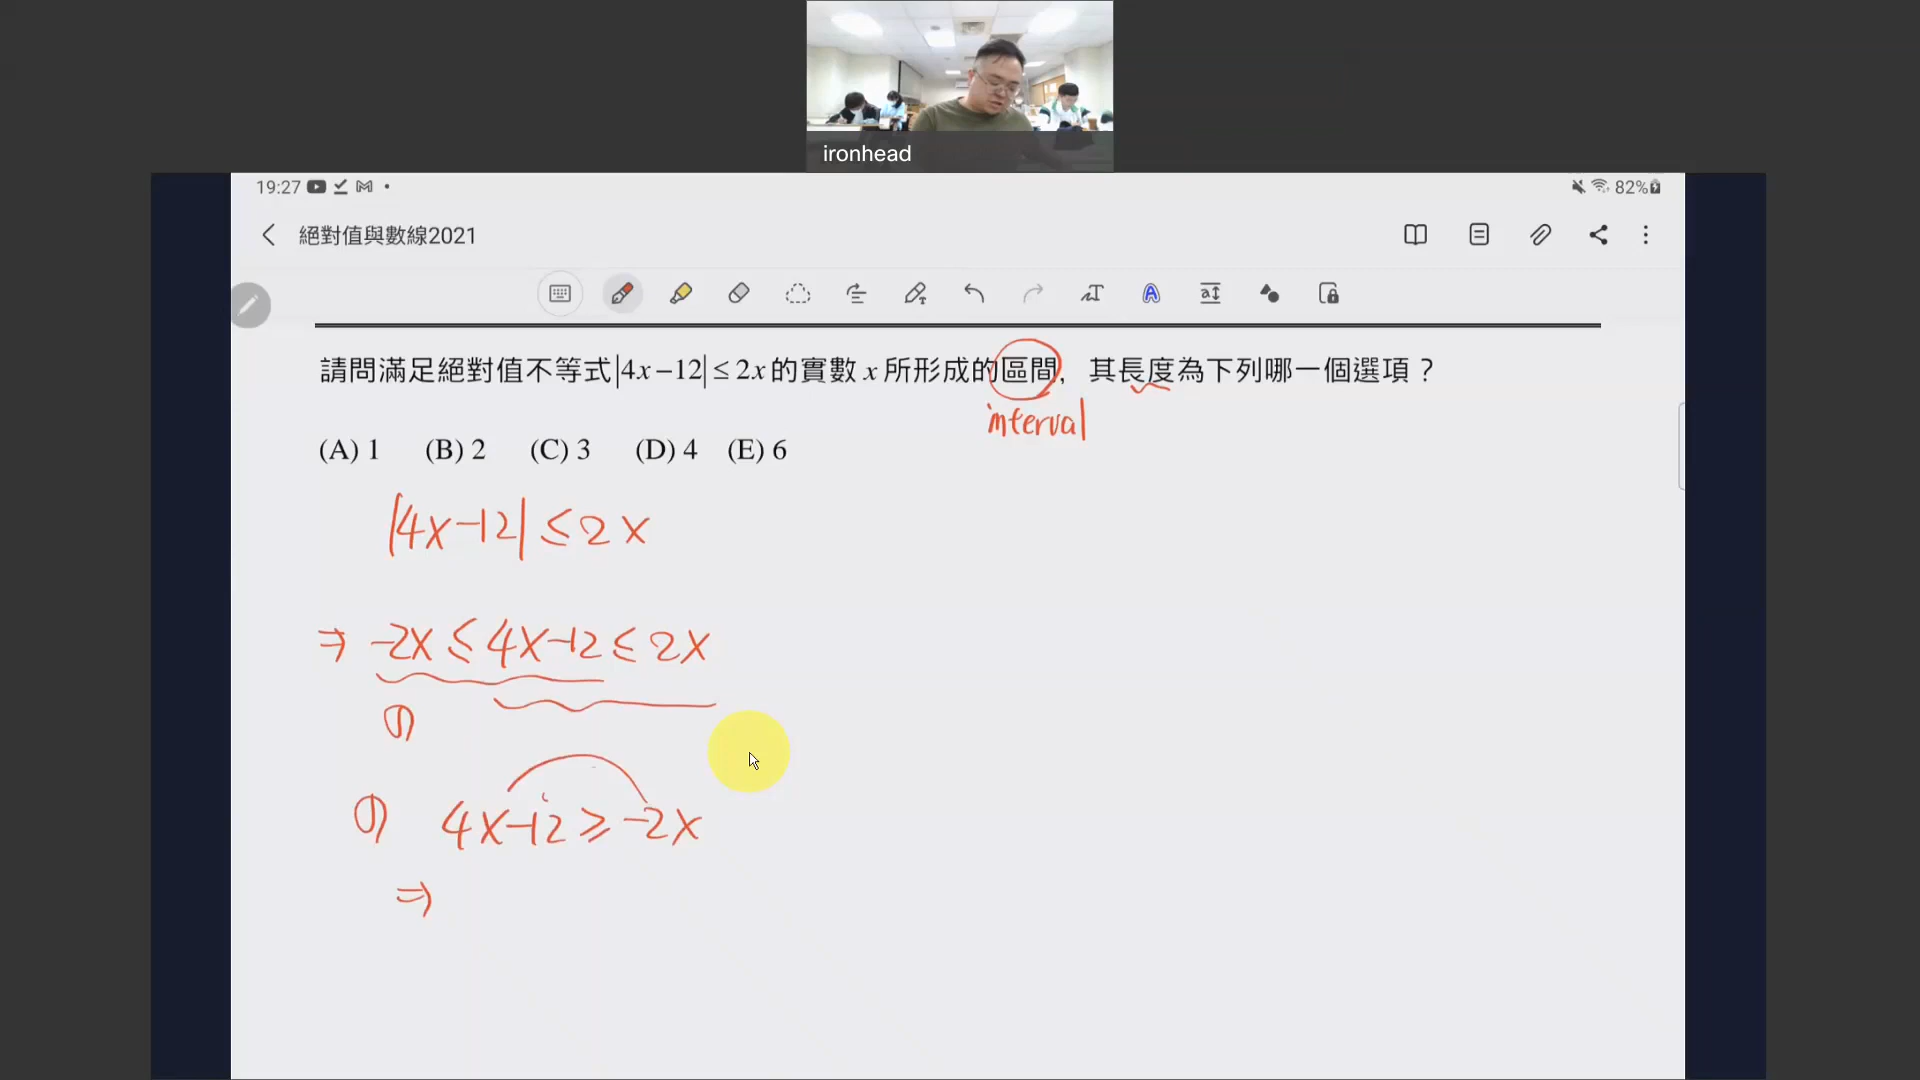 ironhead
19:27
82%
絕對值與數線2021
請問滿足絕對值不等式|4x−12|≤2x的實數 x 所形成的區間, 其長度為下列哪一個選項？
interval
(A) 1 (B) 2 (C) 3 (D) 4 (E) 6
|4x−12| ≤ 2x
⇒ −2x ≤ 4x−12 ≤ 2x
①
① 4x−12 ≥ −2x
⇒